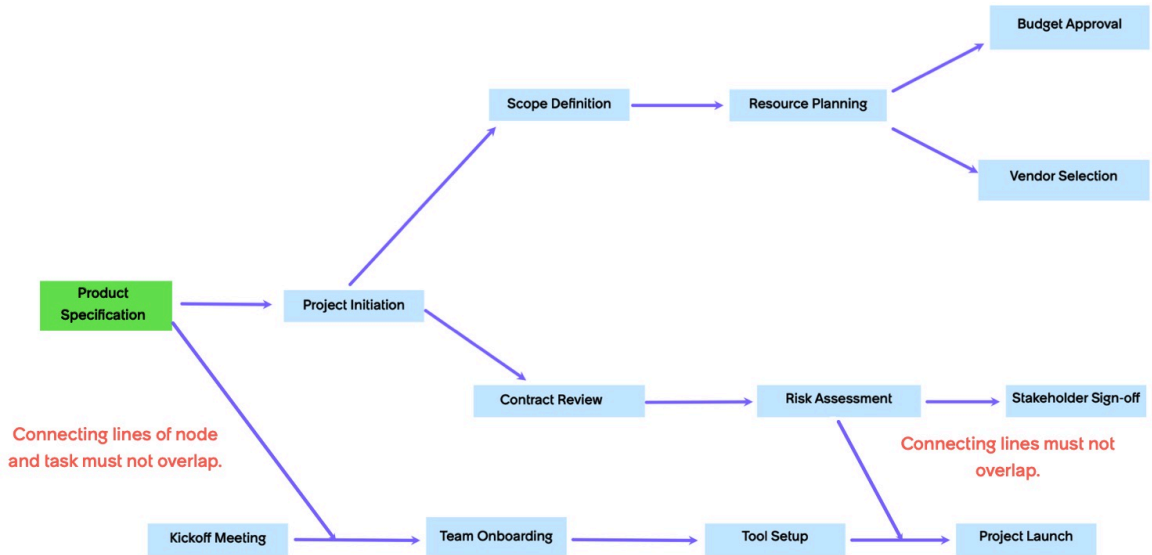 Budget Approval
Scope Definition
Resource Planning
Vendor Selection
Product
Specification
Project Initiation
Contract Review
Risk Assessment
Stakeholder Sign-off
Connecting lines of node
and task must not overlap.
Connecting lines must not
overlap.
Kickoff Meeting
Team Onboarding
Tool Setup
Project Launch